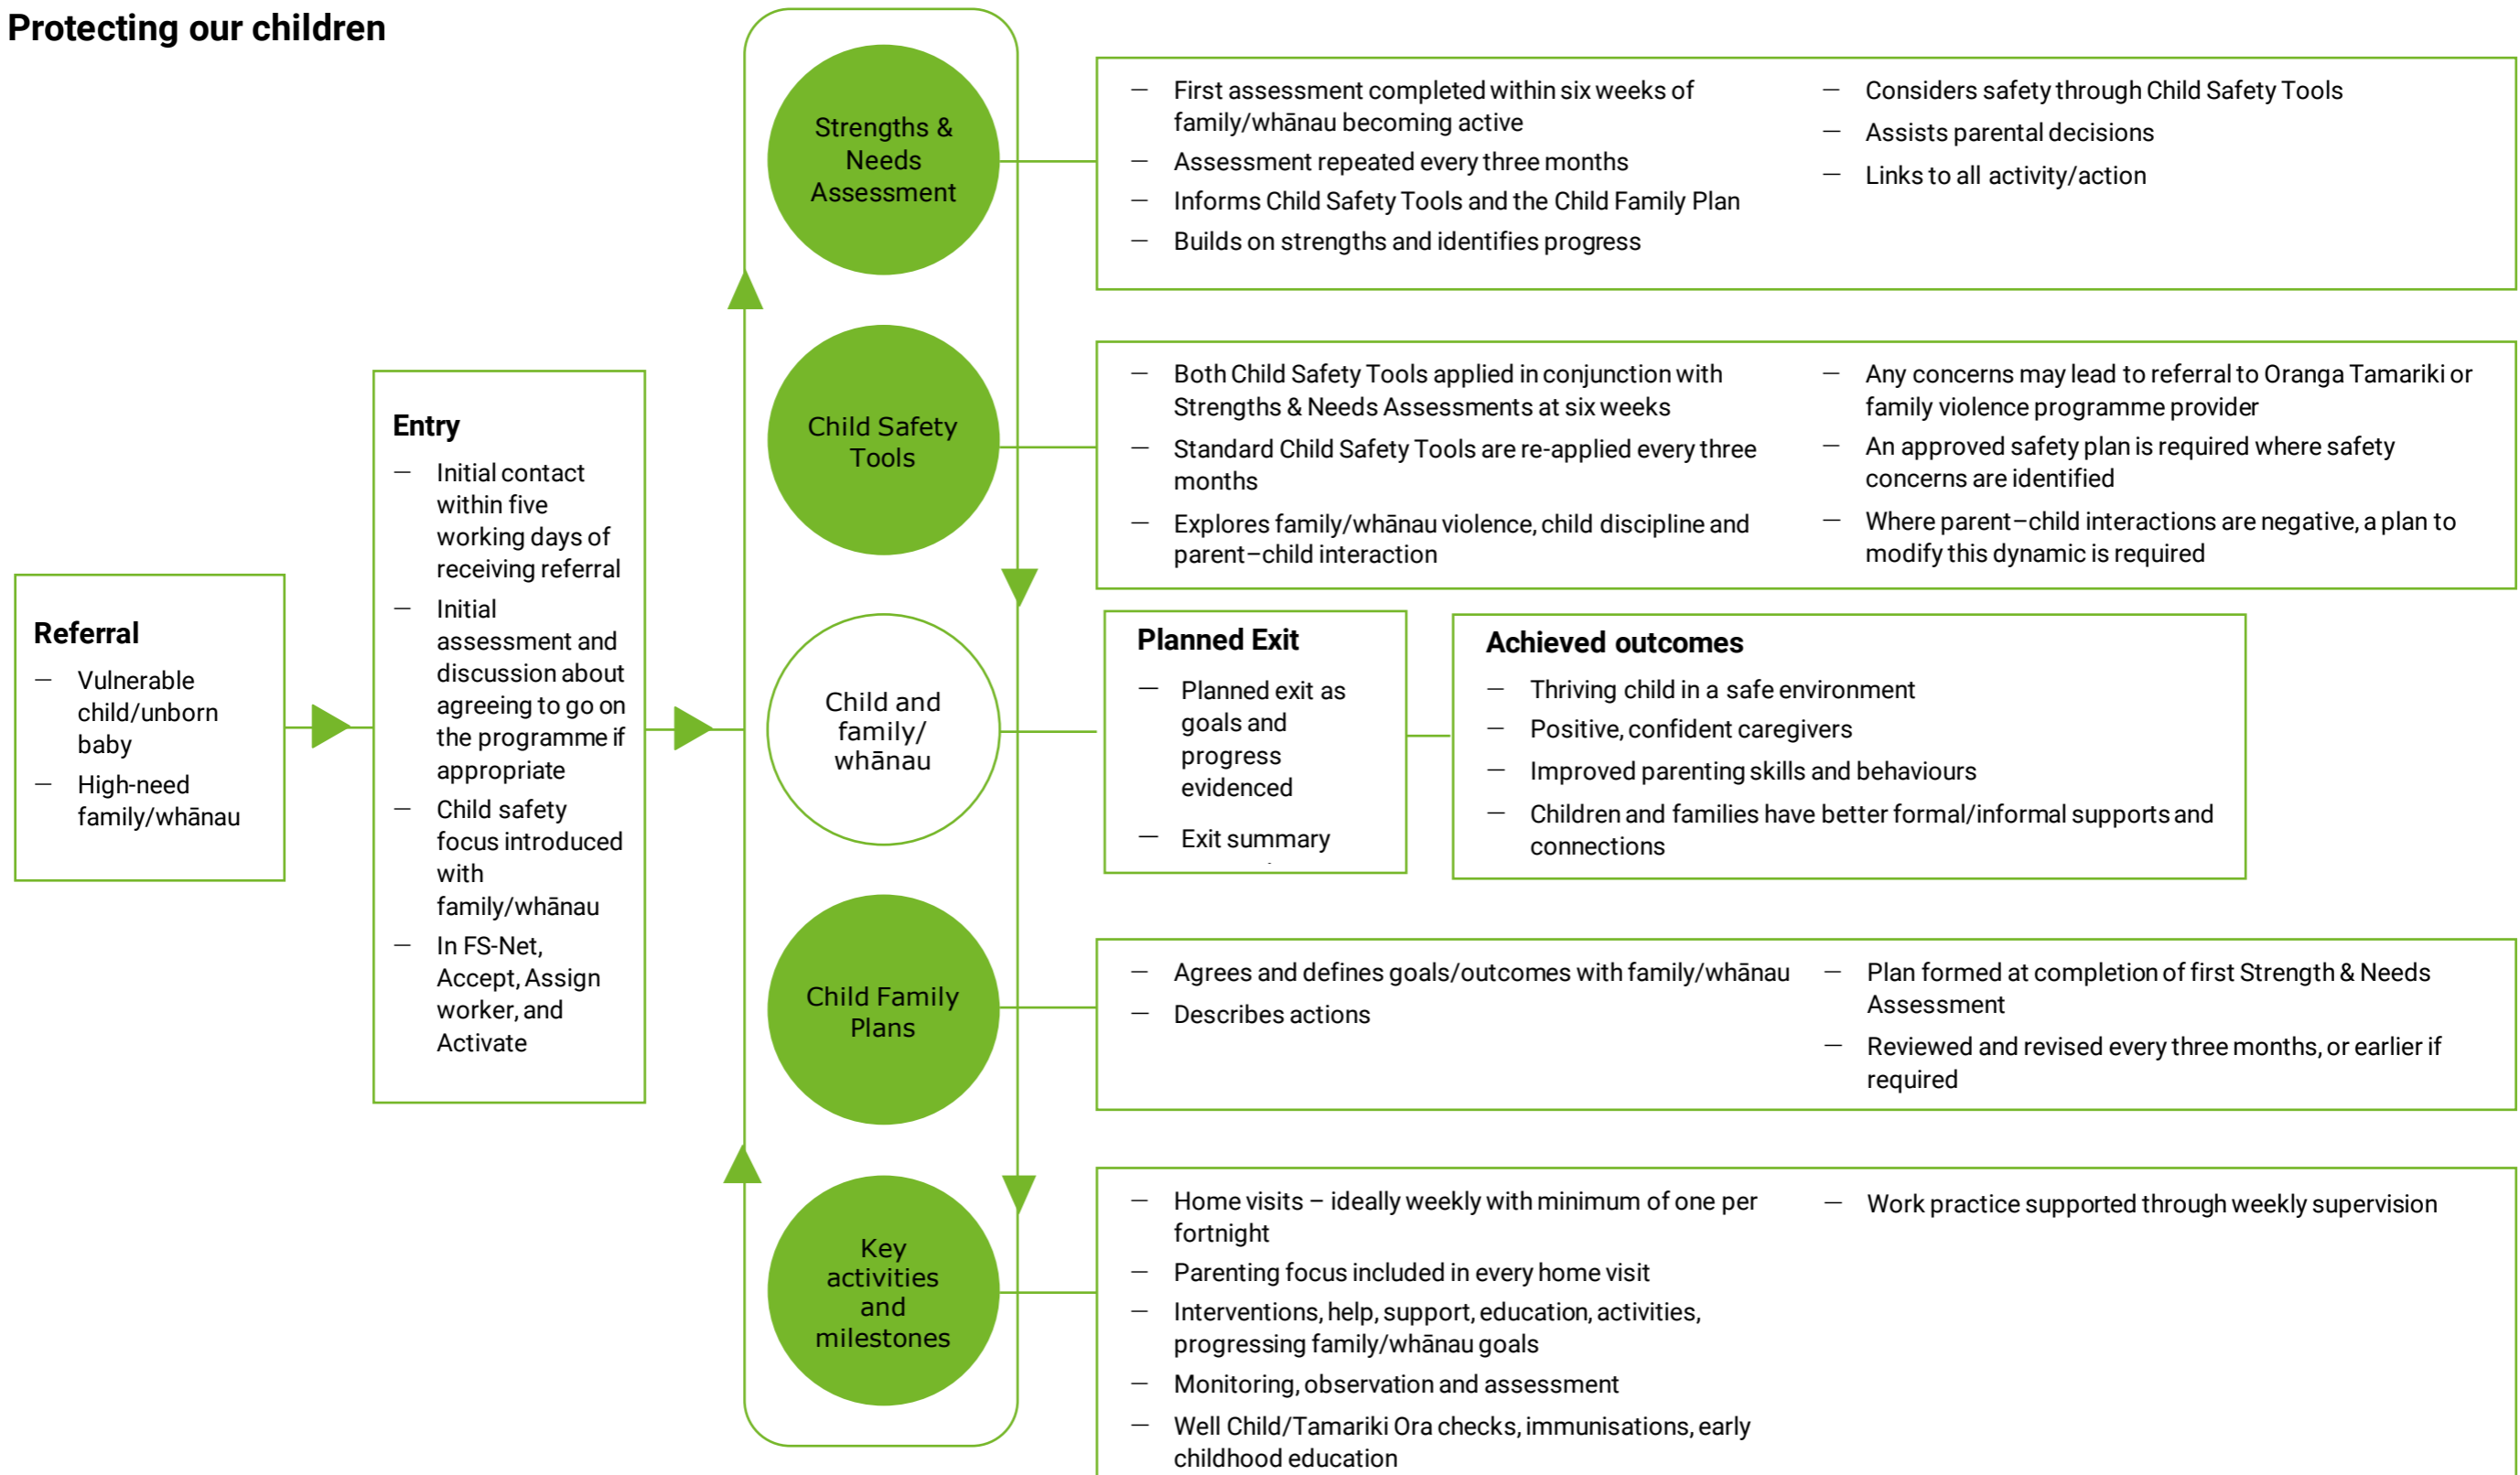 Protecting our children
Referral
— Vulnerable
child/unborn
baby
— High-need
family/whānau
Entry
— Initial contact
within five
working days of
receiving referral
— Initial
assessment and
discussion about
agreeing to go on
the programme if
appropriate
— Child safety
focus introduced
with
family/whānau
— In FS-Net,
Accept, Assign
worker, and
Activate
Strengths &
Needs
Assessment
— First assessment completed within six weeks of
family/whānau becoming active
— Assessment repeated every three months
— Informs Child Safety Tools and the Child Family Plan
— Builds on strengths and identifies progress
— Considers safety through Child Safety Tools
— Assists parental decisions
— Links to all activity/action
Child Safety
Tools
— Both Child Safety Tools applied in conjunction with
Strengths & Needs Assessments at six weeks
— Standard Child Safety Tools are re-applied every three
months
— Explores family/whānau violence, child discipline and
parent–child interaction
— Any concerns may lead to referral to Oranga Tamariki or
family violence programme provider
— An approved safety plan is required where safety
concerns are identified
— Where parent–child interactions are negative, a plan to
modify this dynamic is required
Child and
family/
whānau
Planned Exit
— Planned exit as
goals and
progress
evidenced
— Exit summary
Achieved outcomes
— Thriving child in a safe environment
— Positive, confident caregivers
— Improved parenting skills and behaviours
— Children and families have better formal/informal supports and
connections
Child Family
Plans
— Agrees and defines goals/outcomes with family/whānau
— Describes actions
— Plan formed at completion of first Strength & Needs
Assessment
— Reviewed and revised every three months, or earlier if
required
Key
activities
and
milestones
— Home visits – ideally weekly with minimum of one per
fortnight
— Parenting focus included in every home visit
— Interventions, help, support, education, activities,
progressing family/whānau goals
— Monitoring, observation and assessment
— Well Child/Tamariki Ora checks, immunisations, early
childhood education
— Work practice supported through weekly supervision